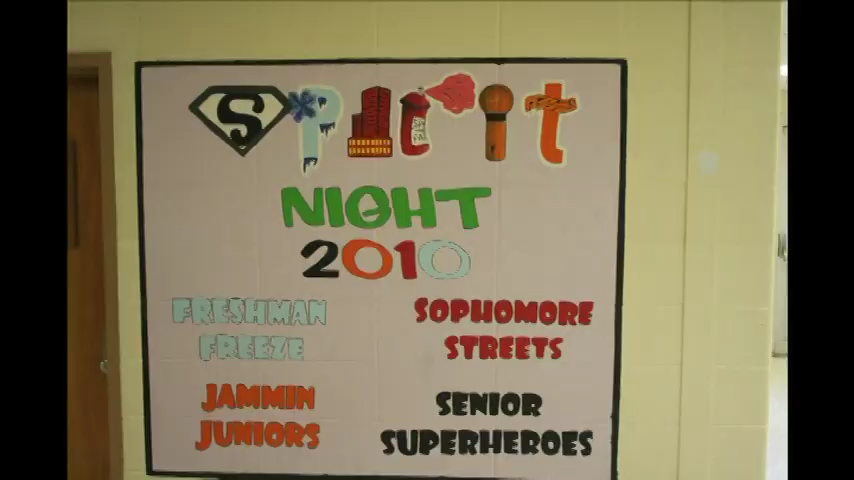 Spirit
NIGHT
2010
FRESHMAN
FREEZE
SOPHOMORE
STREETS
JAMMIN
JUNIORS
SENIOR
SUPERHEROES